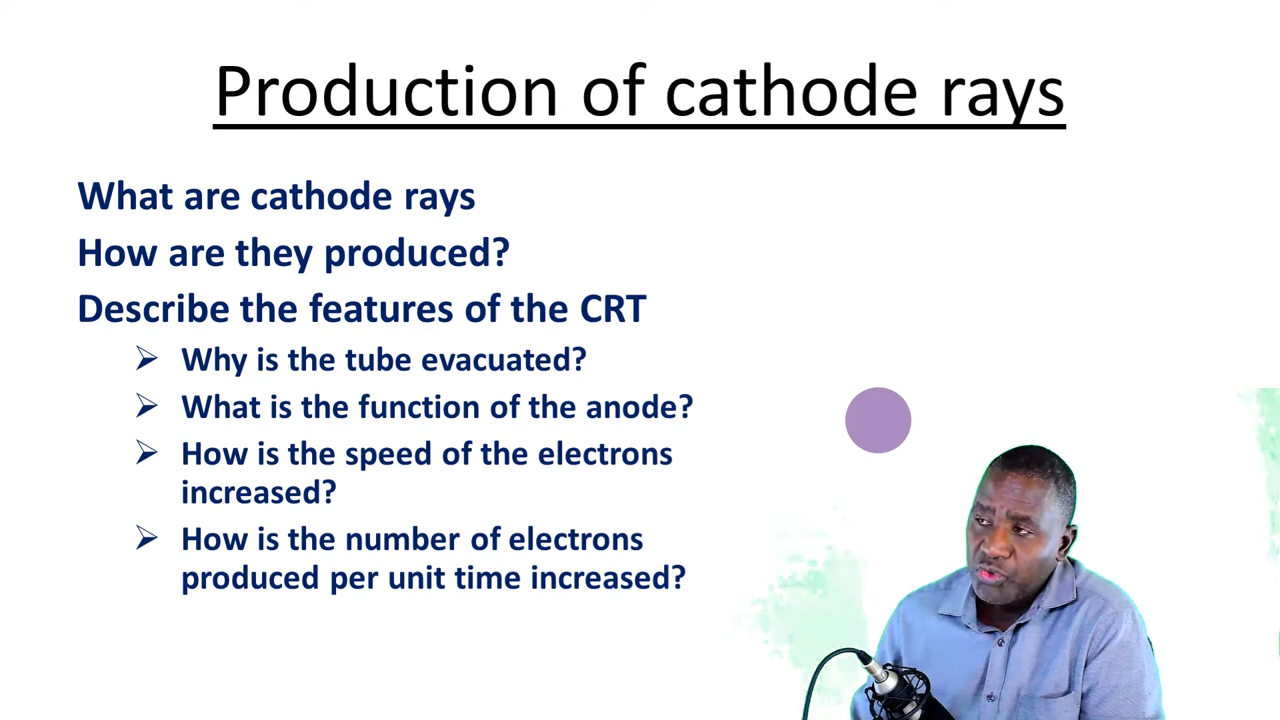 Production of cathode rays
What are cathode rays
How are they produced?
Describe the features of the CRT
Why is the tube evacuated?
What is the function of the anode?
How is the speed of the electrons
increased?
How is the number of electrons
produced per unit time increased?